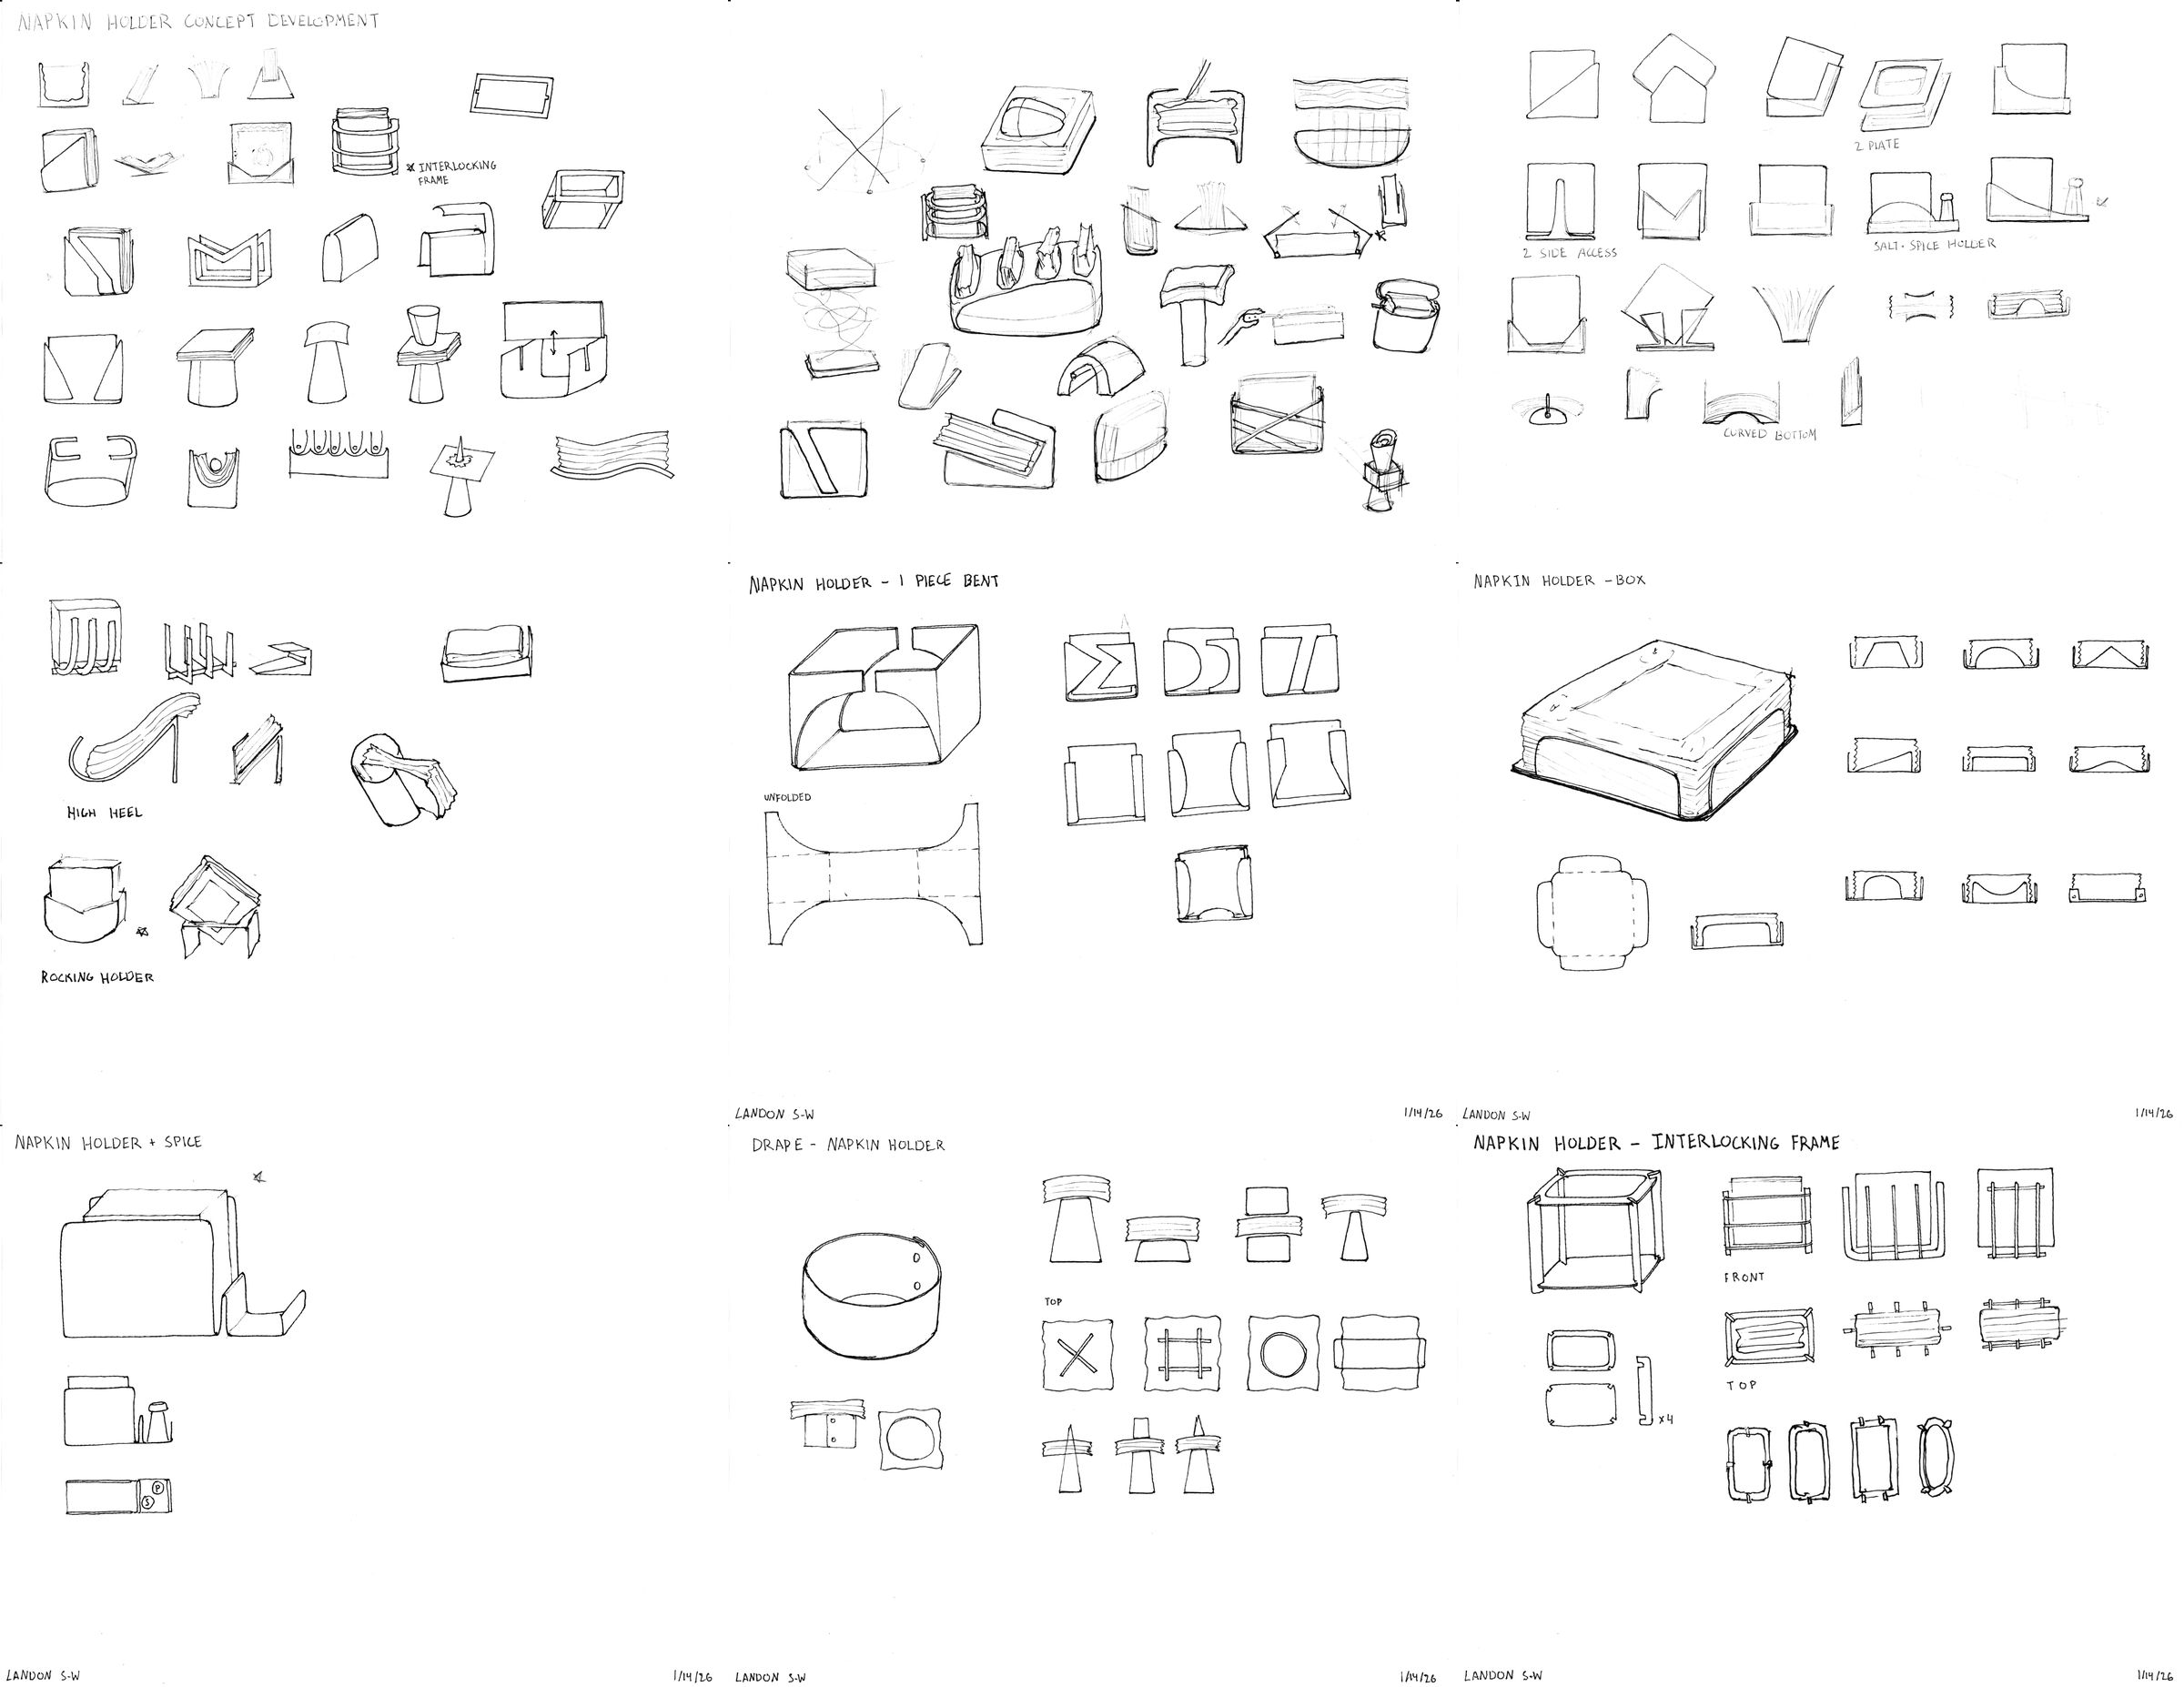 NAPKIN HOLDER CONCEPT DEVELOPMENT
INTERLOCKING
FRAME
2 PLATE
2 SIDE ACCESS
SALT + SPICE HOLDER
CURVED BOTTOM
HIGH HEEL
ROCKING HOLDER
NAPKIN HOLDER - 1 PIECE BENT
UNFOLDED
LANDON S-W
1/14/26
NAPKIN HOLDER - BOX
LANDON S-W
1/14/26
NAPKIN HOLDER + SPICE
P
S
LANDON S-W
1/14/26
DRAPE - NAPKIN HOLDER
TOP
LANDON S-W
1/14/26
NAPKIN HOLDER - INTERLOCKING FRAME
FRONT
TOP
x4
LANDON S-W
1/14/26